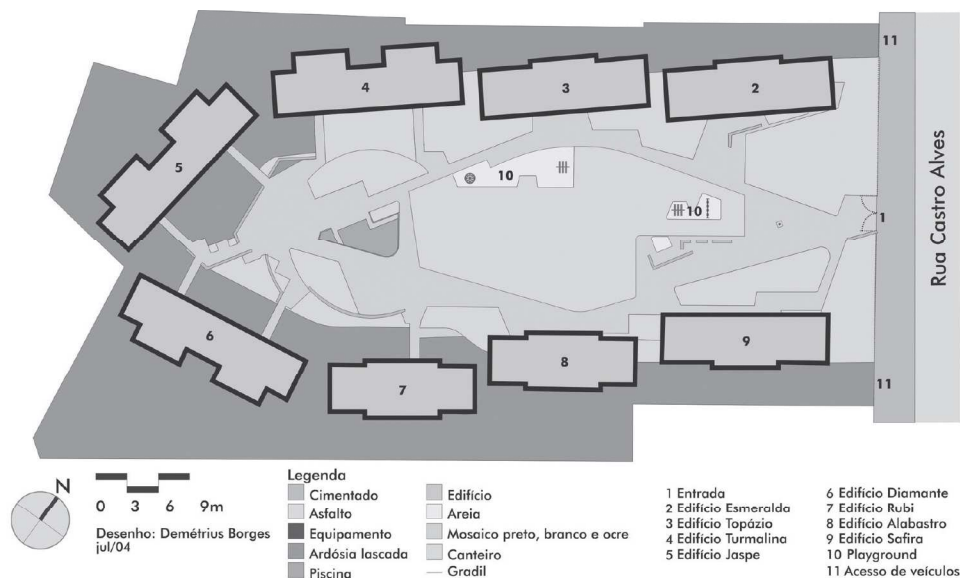 11
4
3
2
5
10
10
1
Rua Castro Alves
6
7
8
9
11
N
0 3 6 9m
Desenho: Demétrius Borges
jul/04
Legenda
Cimentado
Asfalto
Equipamento
Ardósia lascada
Piscina
Edifício
Areia
Mosaico preto, branco e ocre
Canteiro
Gradil
1 Entrada
2 Edifício Esmeralda
3 Edifício Topázio
4 Edifício Turmalina
5 Edifício Jaspe
6 Edifício Diamante
7 Edifício Rubi
8 Edifício Alabastro
9 Edifício Safira
10 Playground
11 Acesso de veículos